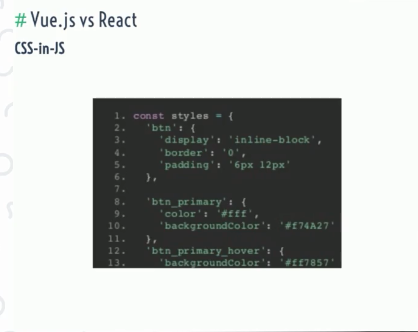 # Vue.js vs React
CSS-in-JS
1. const styles = {
2. 'btn': {
3. 'display': 'inline-block',
4. 'border': '0',
5. 'padding': '6px 12px'
6. },
7.
8. 'btn_primary': {
9. 'color': '#fff',
10. 'backgroundColor': '#f74A27'
11. },
12. 'btn_primary_hover': {
13. 'backgroundColor': '#ff7857'